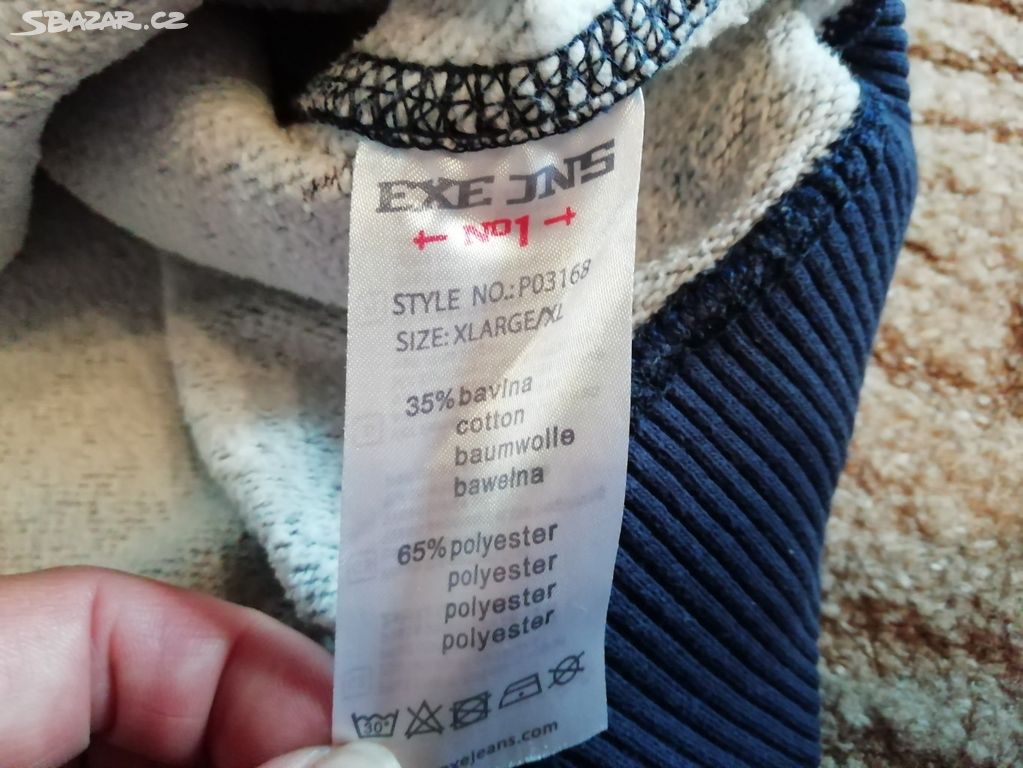 SBAZAR.CZ
EXE JNS
Nº1
STYLE NO.: P03168
SIZE: XLARGE/XL
35% bavlna
cotton
baumwolle
bawełna
65% polyester
polyester
polyester
polyester
30°
exejeans.com